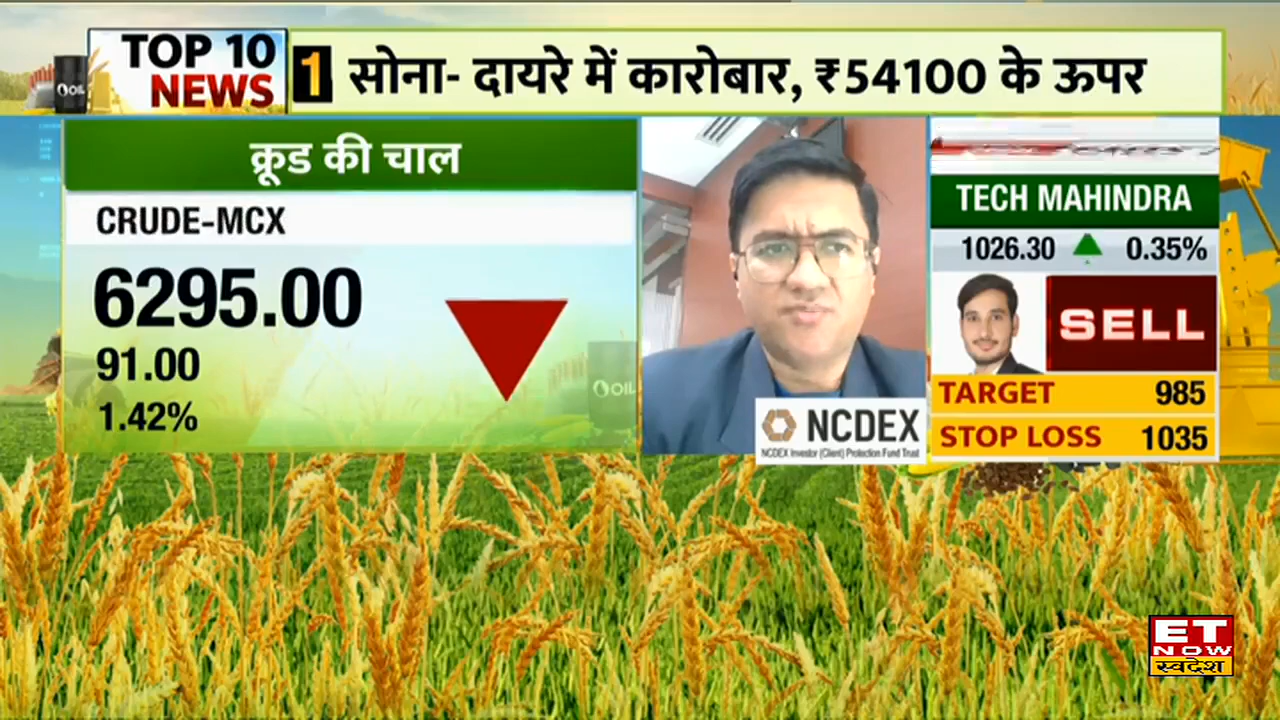 TOP 10
NEWS
1 सोना- दायरे में कारोबार, ₹54100 के ऊपर
OIL
क्रूड की चाल
CRUDE-MCX
6295.00
91.00
1.42%
OIL
NCDEX
NCDEX Investor (Client) Protection Fund Trust
TECH MAHINDRA
1026.30 0.35%
SELL
TARGET 985
STOP LOSS 1035
ET
NOW
स्वदेश